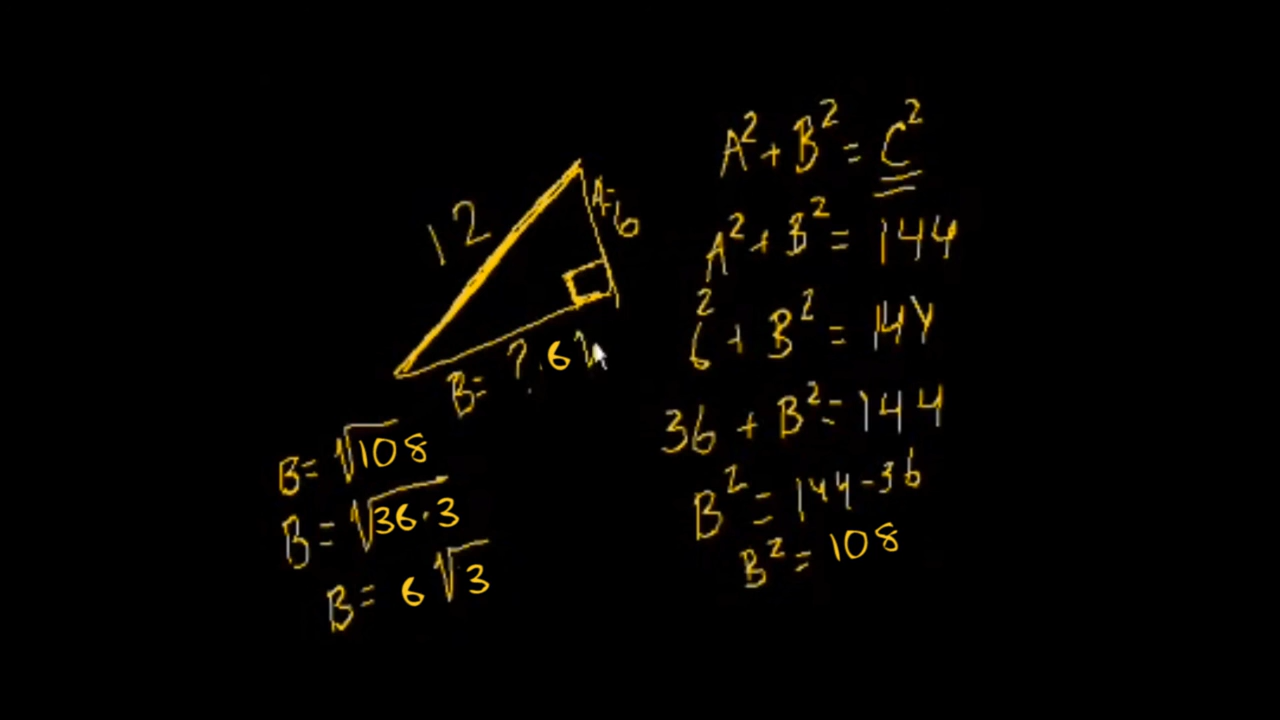 12
A=6
B= ? 6
A² + B² = C²
A² + B² = 144
6² + B² = 144
36 + B² = 144
B² = 144-36
B² = 108
B= √108
B= √36·3
B= 6√3